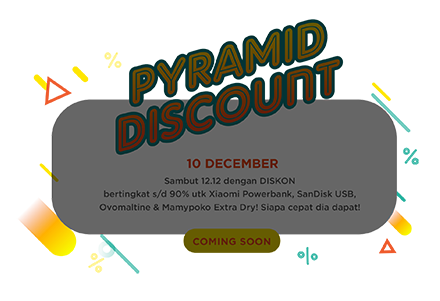 PYRAMID
DISCOUNT
10 DECEMBER
Sambut 12.12 dengan DISKON
bertingkat s/d 90% utk Xiaomi Powerbank, SanDisk USB,
Ovomaltine & Mamypoko Extra Dry! Siapa cepat dia dapat!
COMING SOON